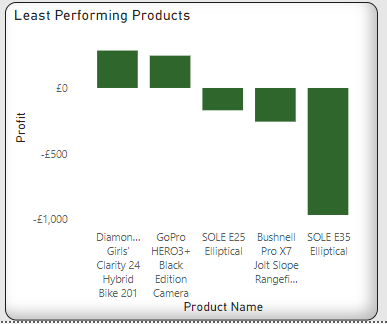 Least Performing Products
£0
-£500
-£1,000
Profit
Diamon...
Girls'
Clarity 24
Hybrid
Bike 201
GoPro
HERO3+
Black
Edition
Camera
SOLE E25
Elliptical
Bushnell
Pro X7
Jolt Slope
Rangefi...
SOLE E35
Elliptical
Product Name